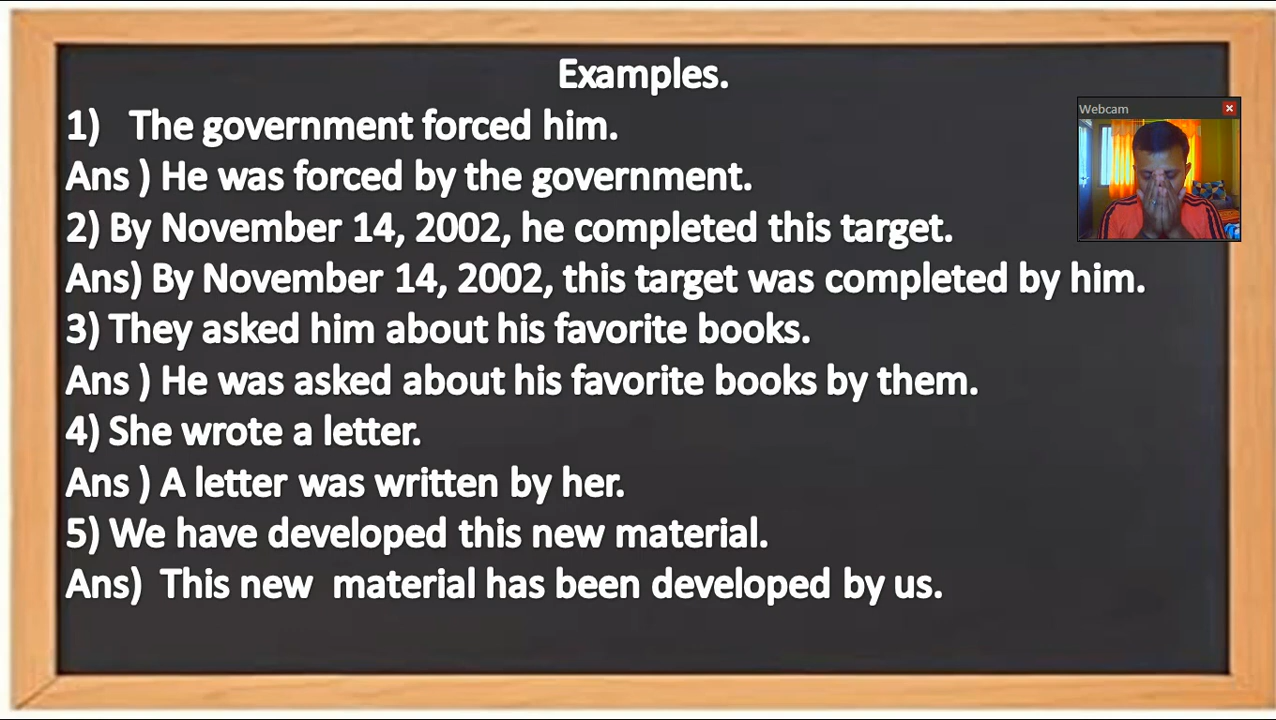 Examples.
1) The government forced him.
Webcam
Ans ) He was forced by the government.
2) By November 14, 2002, he completed this target.
Ans) By November 14, 2002, this target was completed by him.
3) They asked him about his favorite books.
Ans ) He was asked about his favorite books by them.
4) She wrote a letter.
Ans ) A letter was written by her.
5) We have developed this new material.
Ans) This new material has been developed by us.